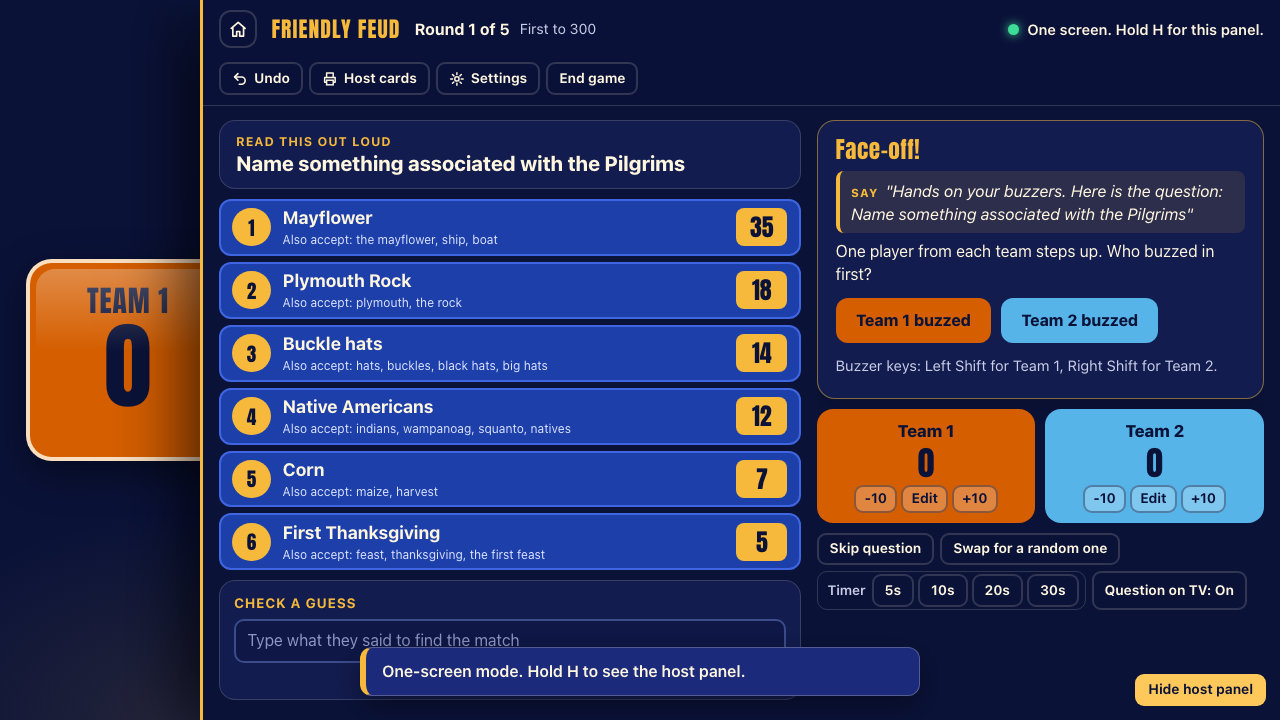 FRIENDLY FEUD
Round 1 of 5
First to 300
One screen. Hold H for this panel.
Undo
Host cards
Settings
End game
TEAM 1
0
READ THIS OUT LOUD
Name something associated with the Pilgrims
1
Mayflower
Also accept: the mayflower, ship, boat
35
2
Plymouth Rock
Also accept: plymouth, the rock
18
3
Buckle hats
Also accept: hats, buckles, black hats, big hats
14
4
Native Americans
Also accept: indians, wampanoag, squanto, natives
12
5
Corn
Also accept: maize, harvest
7
6
First Thanksgiving
Also accept: feast, thanksgiving, the first feast
5
CHECK A GUESS
Type what they said to find the match
Face-off!
SAY "Hands on your buzzers. Here is the question:
Name something associated with the Pilgrims"
One player from each team steps up. Who buzzed in
first?
Team 1 buzzed
Team 2 buzzed
Buzzer keys: Left Shift for Team 1, Right Shift for Team 2.
Team 1
0
-10
Edit
+10
Team 2
0
-10
Edit
+10
Skip question
Swap for a random one
Timer
5s
10s
20s
30s
Question on TV: On
One-screen mode. Hold H to see the host panel.
Hide host panel